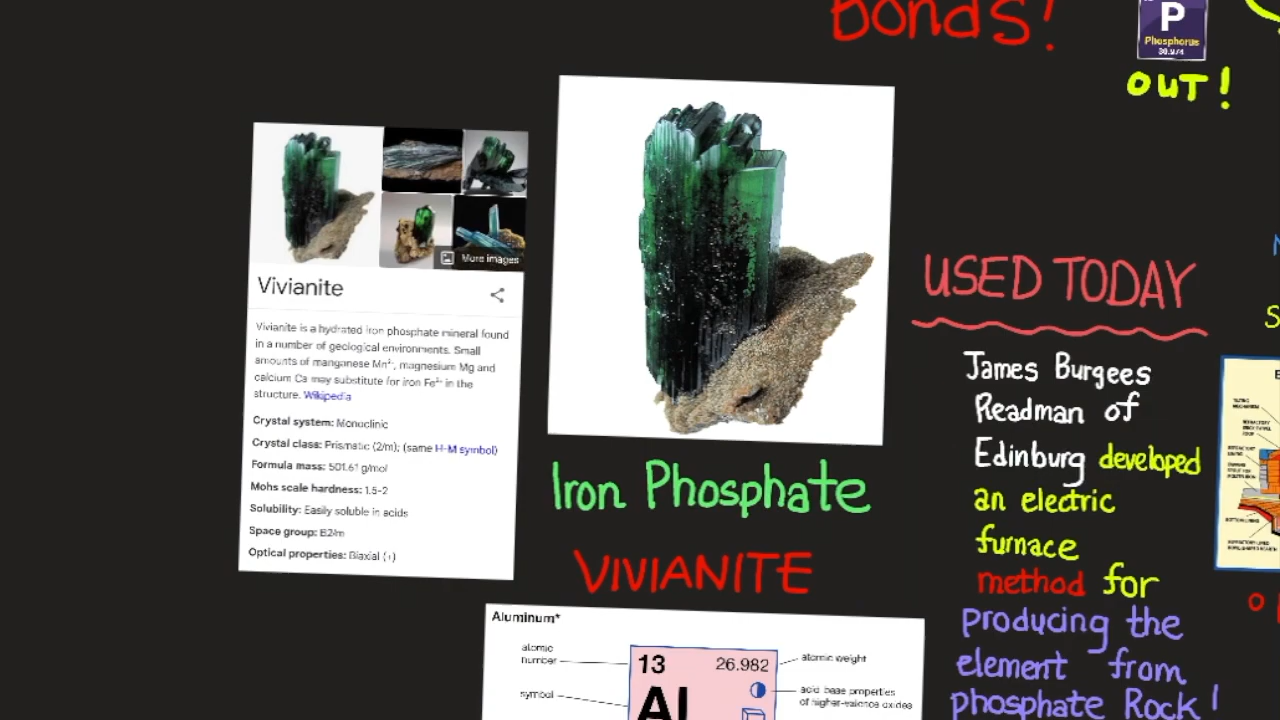 Bonds!
P
Phosphorus
30.974
OUT!
More images
Vivianite
Vivianite is a hydrated iron phosphate mineral found
in a number of geological environments. Small
amounts of manganese Mn²⁺, magnesium Mg and
calcium Ca may substitute for iron Fe²⁺ in the
structure. Wikipedia
Crystal system: Monoclinic
Crystal class: Prismatic (2/m); (same H-M symbol)
Formula mass: 501.61 g/mol
Mohs scale hardness: 1.5-2
Solubility: Easily soluble in acids
Space group: B2/m
Optical properties: Biaxial (+)
Iron Phosphate
VIVIANITE
USED TODAY
James Burgees
Readman of
Edinburg developed
an electric
furnace
method for
producing the
element from
phosphate Rock!
Aluminum*
atomic
number
13
26.982
atomic weight
symbol
Al
acid-base properties
of higher-valence oxides